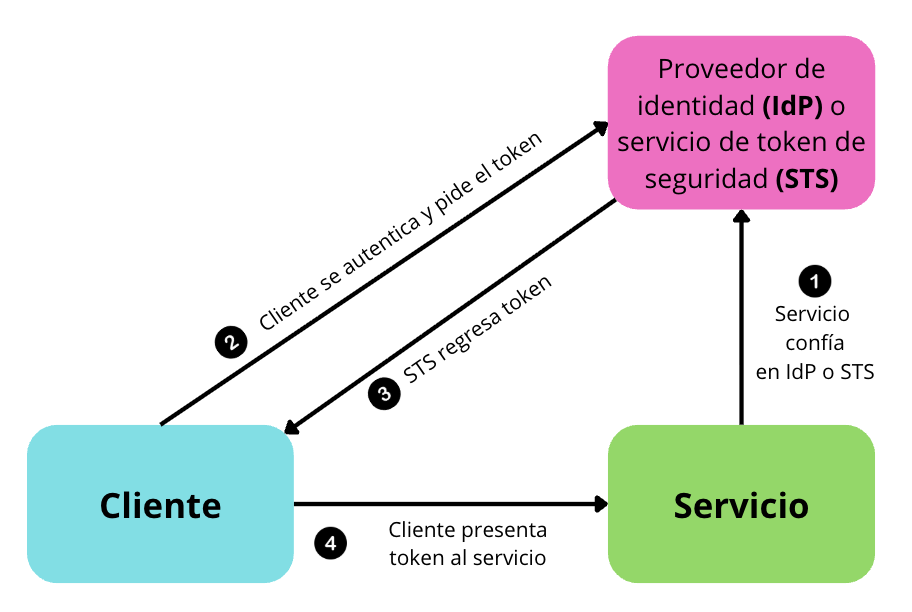 Proveedor de
identidad (IdP) o
servicio de token de
seguridad (STS)
1
Servicio
confía
en IdP o STS
2 Cliente se autentica y pide el token
3 STS regresa token
Cliente
Servicio
4
Cliente presenta
token al servicio